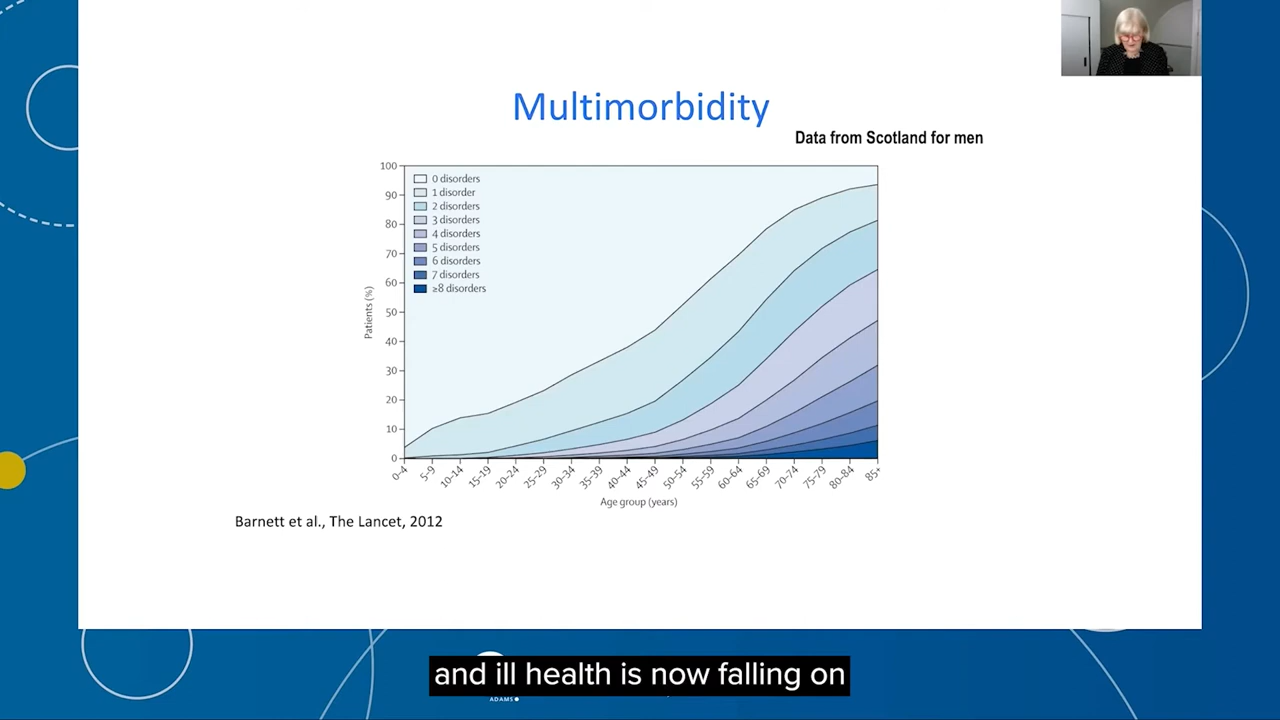 Multimorbidity
Data from Scotland for men
100
90
80
70
60
50
40
30
20
10
0
Patients (%)
0 disorders
1 disorder
2 disorders
3 disorders
4 disorders
5 disorders
6 disorders
7 disorders
≥8 disorders
0-4
5-9
10-14
15-19
20-24
25-29
30-34
35-39
40-44
45-49
50-54
55-59
60-64
65-69
70-74
75-79
80-84
85+
Age group (years)
Barnett et al., The Lancet, 2012
and ill health is now falling on
ADAMS